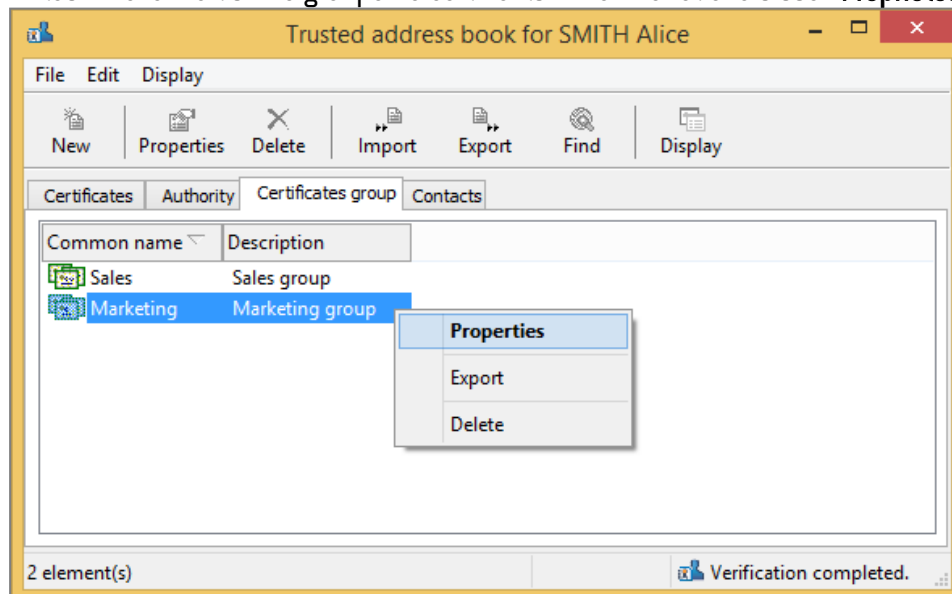 Trusted address book for SMITH Alice
File Edit Display
New Properties Delete Import Export Find Display
Certificates Authority Certificates group Contacts
Common name Description
Sales Sales group
Marketing Marketing group
Properties
Export
Delete
2 element(s) Verification completed.